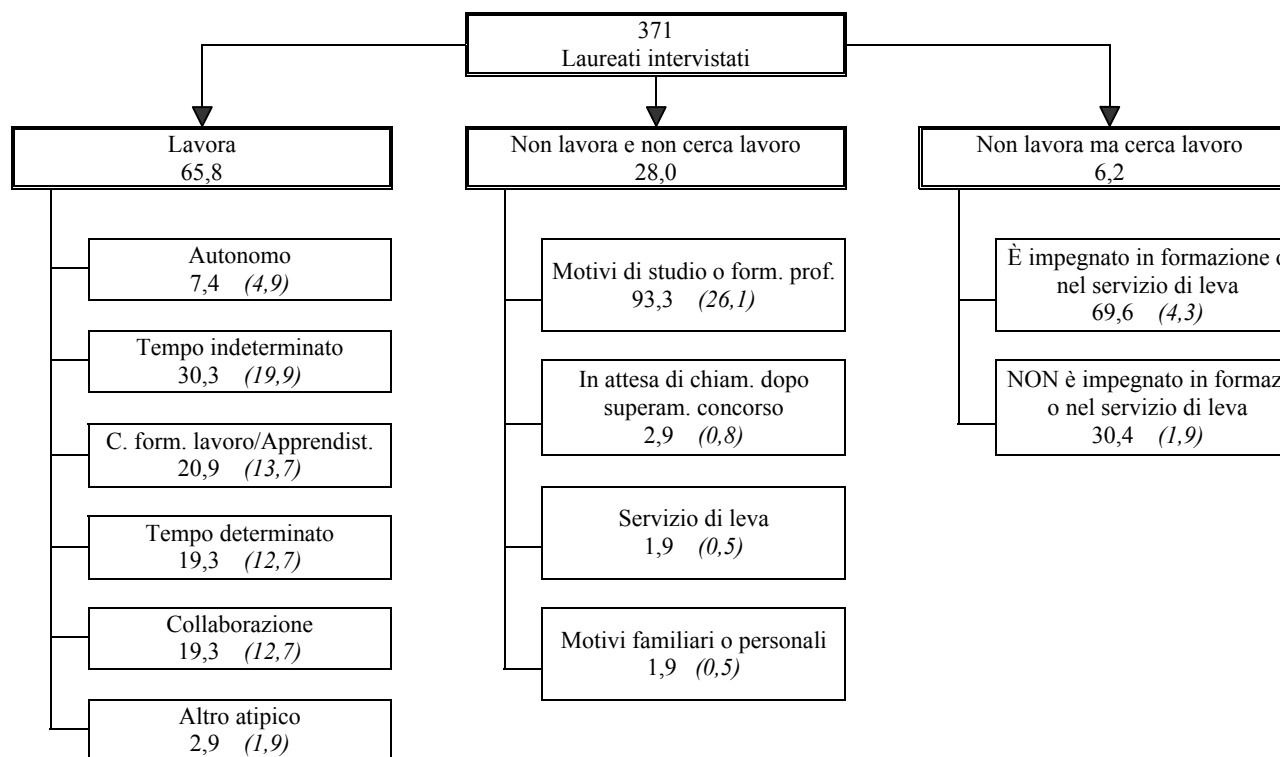 371
Laureati intervistati
Lavora
65,8
Non lavora e non cerca lavoro
28,0
Non lavora ma cerca lavoro
6,2
Autonomo
7,4 (4,9)
Tempo indeterminato
30,3 (19,9)
C. form. lavoro/Apprendist.
20,9 (13,7)
Tempo determinato
19,3 (12,7)
Collaborazione
19,3 (12,7)
Altro atipico
2,9 (1,9)
Motivi di studio o form. prof.
93,3 (26,1)
In attesa di chiam. dopo
superam. concorso
2,9 (0,8)
Servizio di leva
1,9 (0,5)
Motivi familiari o personali
1,9 (0,5)
È impegnato in formazione
nel servizio di leva
69,6 (4,3)
NON è impegnato in
o nel servizio di leva
30,4 (1,9)